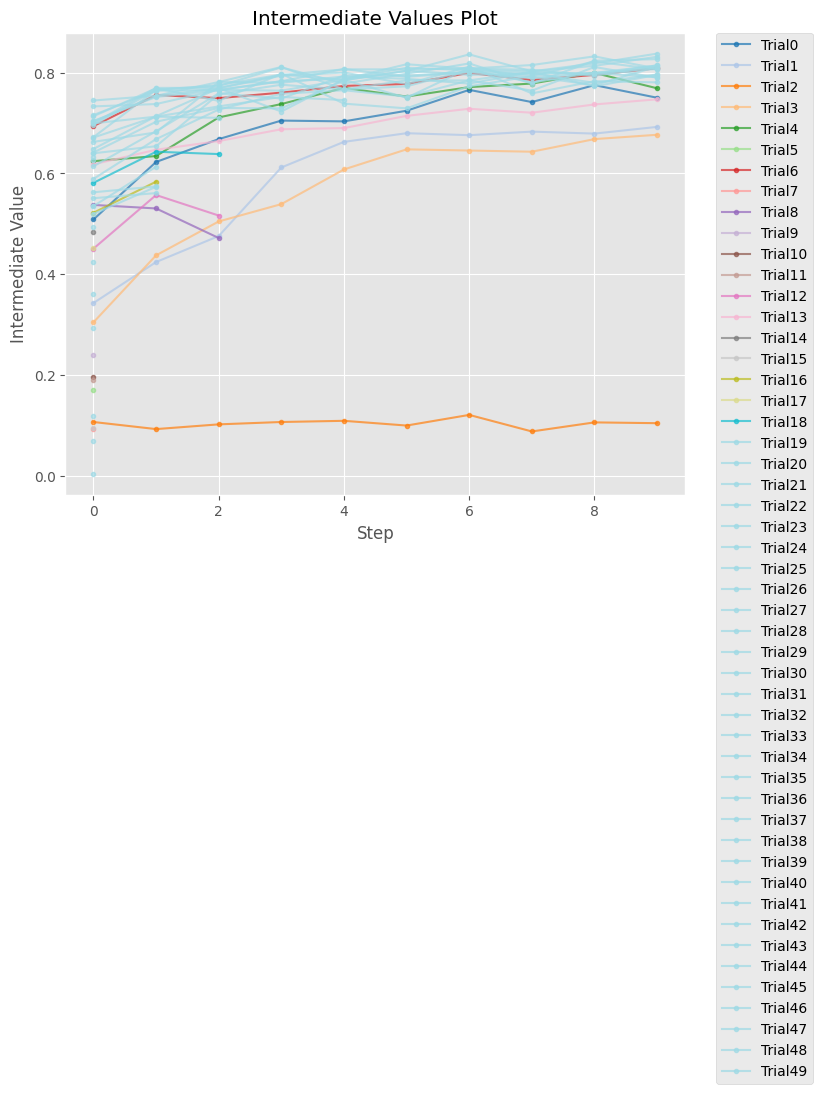 Intermediate Values Plot
Intermediate Value
0.8
0.6
0.4
0.2
0.0
0
2
4
6
8
Step
Trial0
Trial1
Trial2
Trial3
Trial4
Trial5
Trial6
Trial7
Trial8
Trial9
Trial10
Trial11
Trial12
Trial13
Trial14
Trial15
Trial16
Trial17
Trial18
Trial19
Trial20
Trial21
Trial22
Trial23
Trial24
Trial25
Trial26
Trial27
Trial28
Trial29
Trial30
Trial31
Trial32
Trial33
Trial34
Trial35
Trial36
Trial37
Trial38
Trial39
Trial40
Trial41
Trial42
Trial43
Trial44
Trial45
Trial46
Trial47
Trial48
Trial49